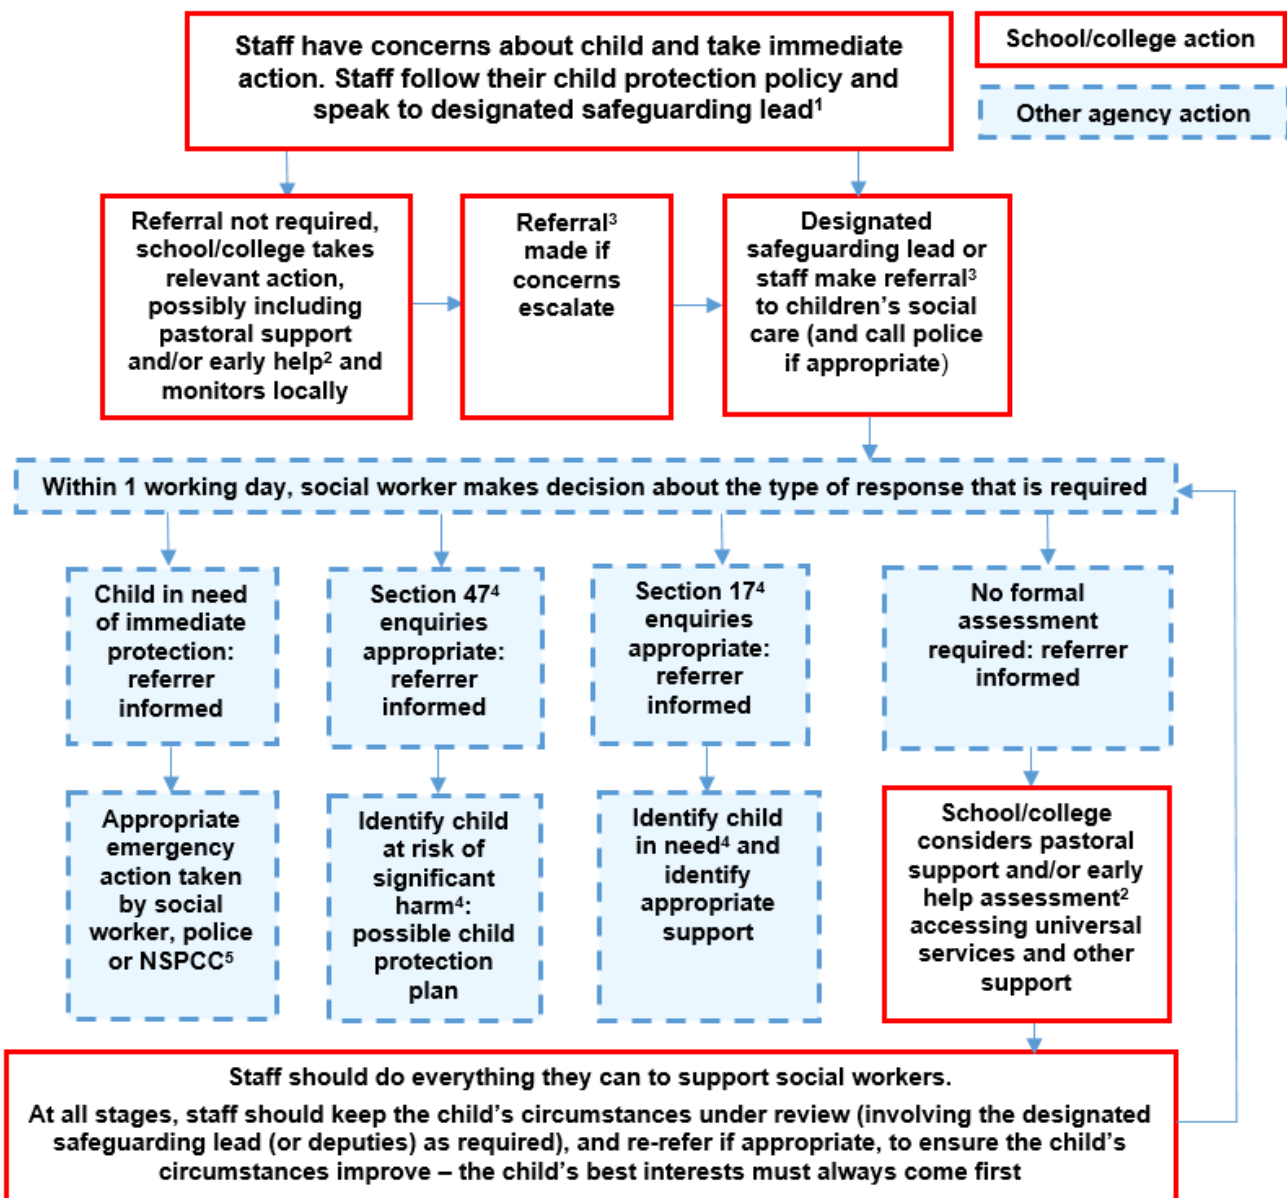 Staff have concerns about child and take immediate
action. Staff follow their child protection policy and
speak to designated safeguarding lead¹
School/college action
Other agency action
Referral not required,
school/college takes
relevant action,
possibly including
pastoral support
and/or early help² and
monitors locally
Referral³
made if
concerns
escalate
Designated
safeguarding lead or
staff make referral³
to children’s social
care (and call police
if appropriate)
Within 1 working day, social worker makes decision about the type of response that is required
Child in need
of immediate
protection:
referrer
informed
Section 47⁴
enquiries
appropriate:
referrer
informed
Section 17⁴
enquiries
appropriate:
referrer
informed
No formal
assessment
required: referrer
informed
Appropriate
emergency
action taken
by social
worker, police
or NSPCC⁵
Identify child
at risk of
significant
harm⁴:
possible child
protection
plan
Identify child
in need⁴ and
identify
appropriate
support
School/college
considers pastoral
support and/or early
help assessment²
accessing universal
services and other
support
Staff should do everything they can to support social workers.
At all stages, staff should keep the child’s circumstances under review (involving the designated
safeguarding lead (or deputies) as required), and re-refer if appropriate, to ensure the child’s
circumstances improve – the child’s best interests must always come first